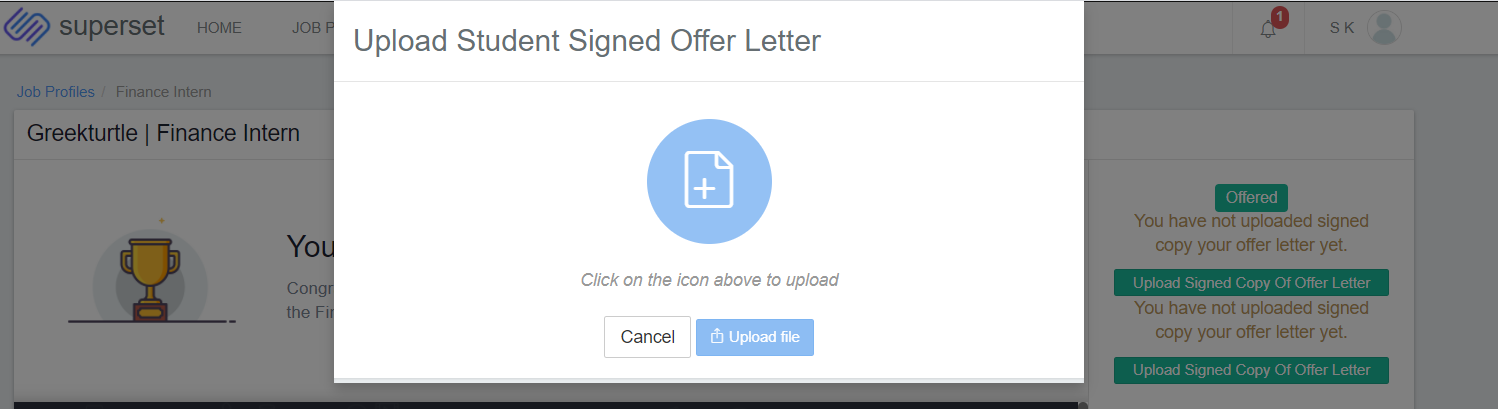 superset
HOME
JOB P
1
S K
Upload Student Signed Offer Letter
Job Profiles / Finance Intern
Greekturtle | Finance Intern
You
Congr
the Fi
Click on the icon above to upload
Cancel
Upload file
Offered
You have not uploaded signed
copy your offer letter yet.
Upload Signed Copy Of Offer Letter
You have not uploaded signed
copy your offer letter yet.
Upload Signed Copy Of Offer Letter